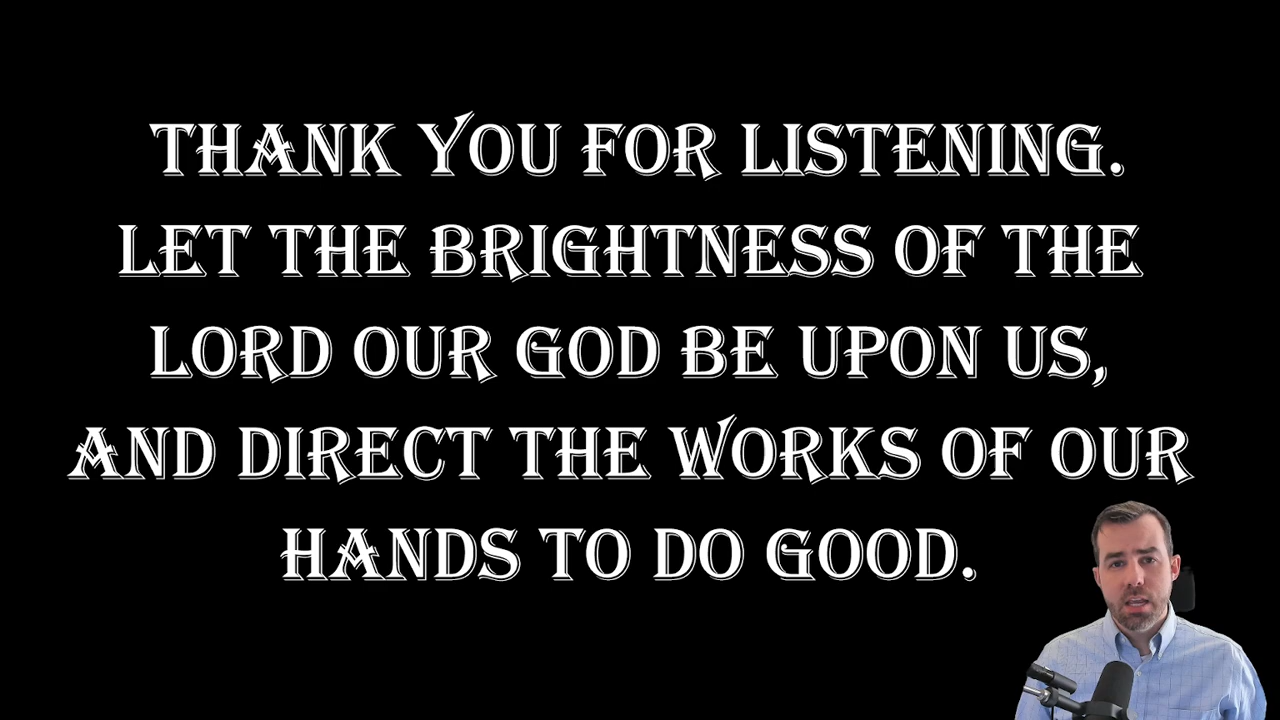 THANK YOU FOR LISTENING.
LET THE BRIGHTNESS OF THE
LORD OUR GOD BE UPON US,
AND DIRECT THE WORKS OF OUR
HANDS TO DO GOOD.